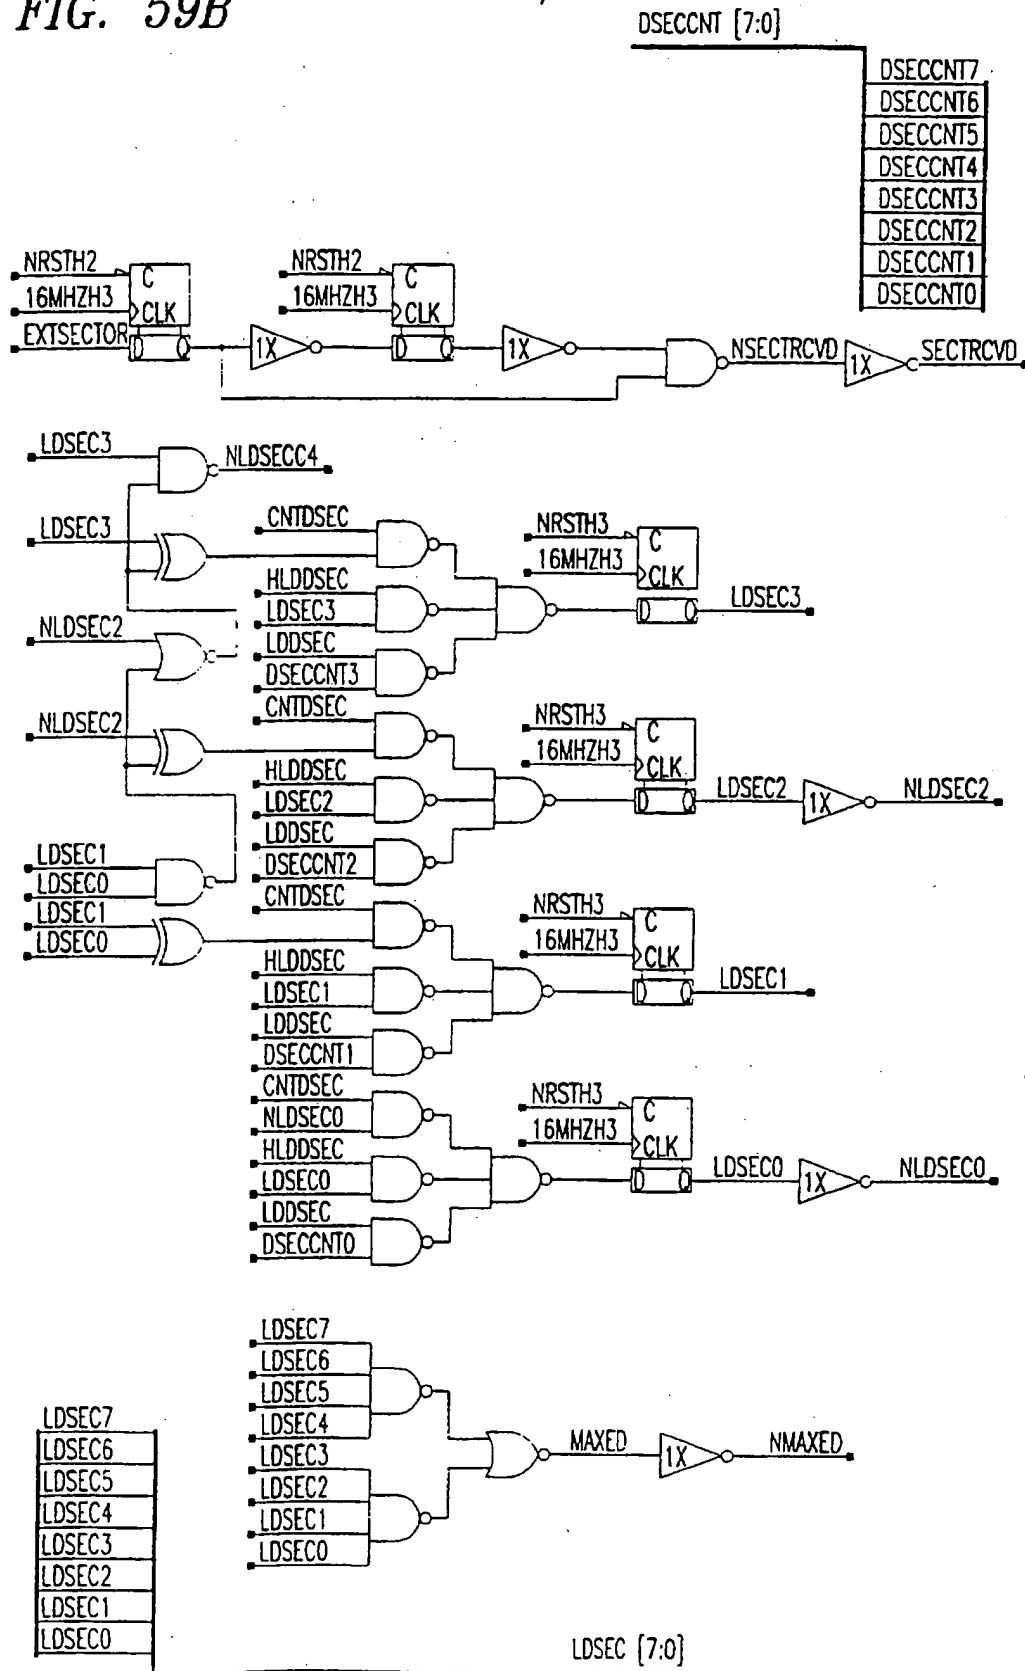 FIG. 59B
DSECCNT [7:0]
DSECCNT7
DSECCNT6
DSECCNT5
DSECCNT4
DSECCNT3
DSECCNT2
DSECCNT1
DSECCNT0
NRSTH2
C
NRSTH2
C
16MHZH3
CLK
16MHZH3
CLK
EXTSECTOR
1X
1X
NSECTRCVD
1X
SECTRCVD
LDSEC3
NLDSECC4
LDSEC3
CNTDSEC
NRSTH3
C
16MHZH3
CLK
HLDDSEC
LDSEC3
LDSEC3
NLDSEC2
LDDSEC
DSECCNT3
CNTDSEC
NRSTH3
C
NLDSEC2
16MHZH3
CLK
HLDDSEC
LDSEC2
LDSEC2
1X
NLDSEC2
LDDSEC
DSECCNT2
LDSEC1
LDSEC0
CNTDSEC
NRSTH3
C
LDSEC1
LDSEC0
16MHZH3
CLK
HLDDSEC
LDSEC1
LDSEC1
LDDSEC
DSECCNT1
CNTDSEC
NRSTH3
C
NLDSEC0
16MHZH3
CLK
HLDDSEC
LDSEC0
LDSEC0
1X
NLDSEC0
LDDSEC
DSECCNT0
LDSEC7
LDSEC6
LDSEC5
LDSEC4
LDSEC3
LDSEC2
LDSEC1
LDSEC0
MAXED
1X
NMAXED
LDSEC7
LDSEC6
LDSEC5
LDSEC4
LDSEC3
LDSEC2
LDSEC1
LDSEC0
LDSEC [7:0]